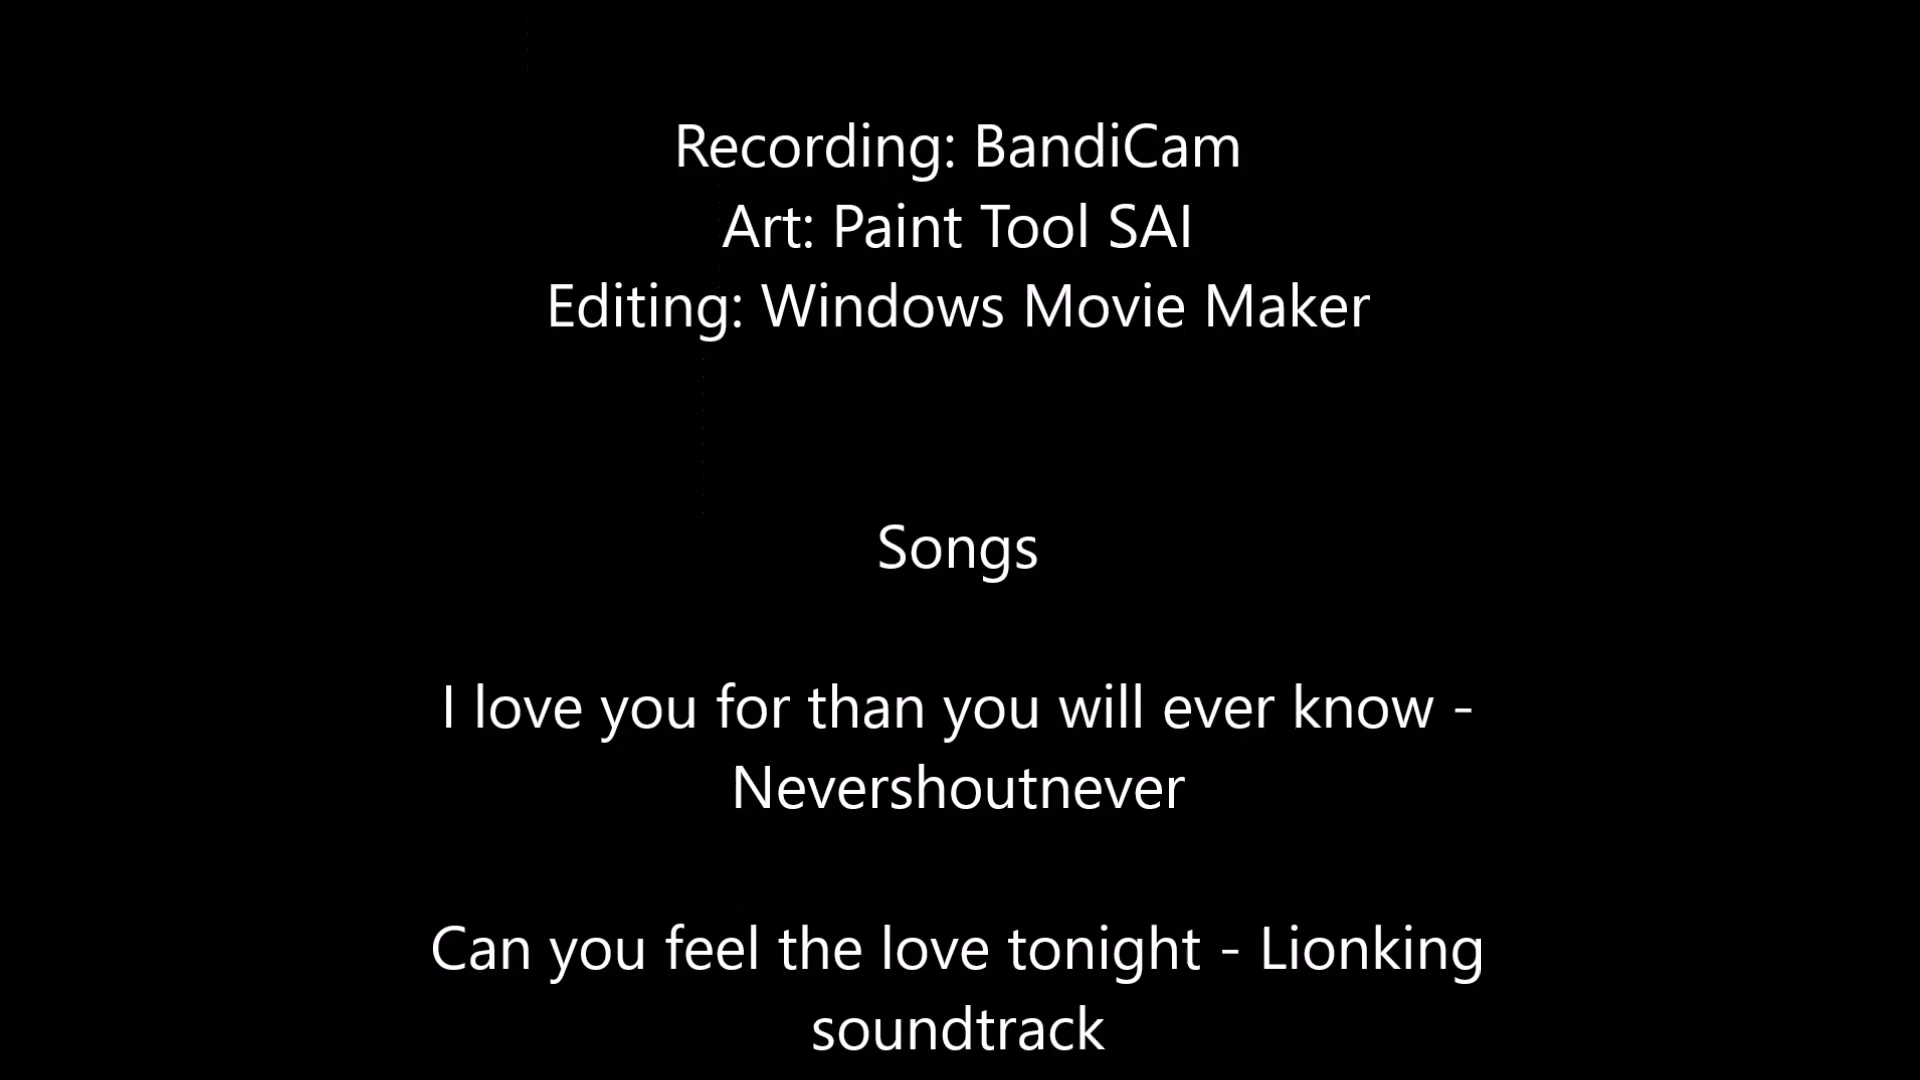 Recording: BandiCam
Art: Paint Tool SAI
Editing: Windows Movie Maker
Songs
I love you for than you will ever know -
Nevershoutnever
Can you feel the love tonight - Lionking
soundtrack